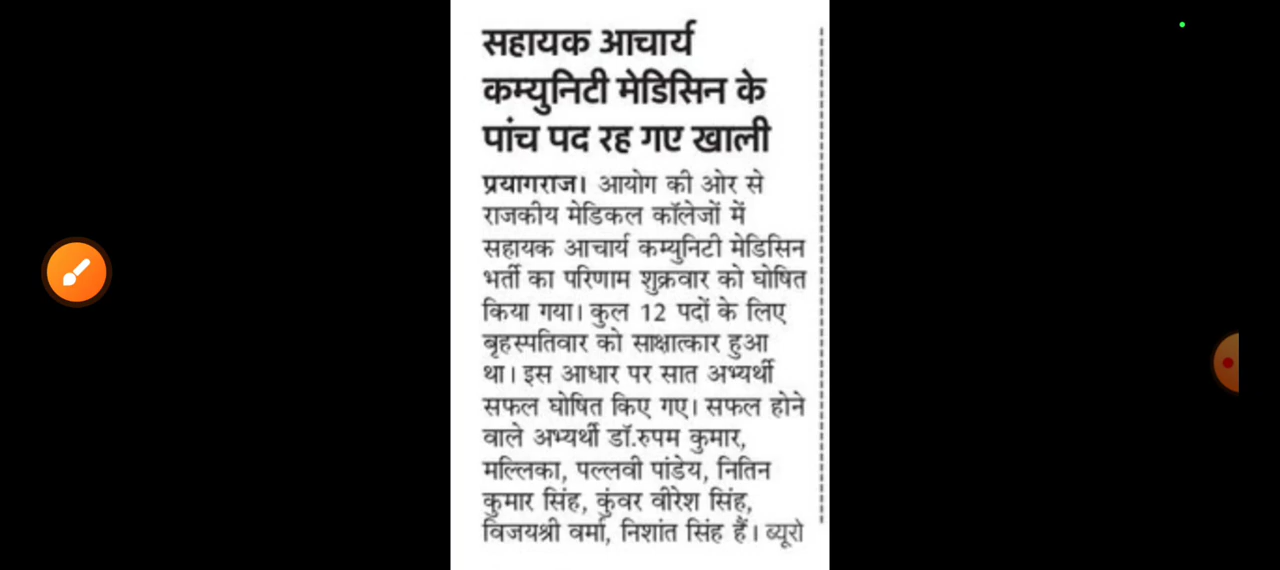 सहायक आचार्य
कम्युनिटी मेडिसिन के
पांच पद रह गए खाली
प्रयागराज। आयोग की ओर से
राजकीय मेडिकल कॉलेजों में
सहायक आचार्य कम्युनिटी मेडिसिन
भर्ती का परिणाम शुक्रवार को घोषित
किया गया। कुल 12 पदों के लिए
बृहस्पतिवार को साक्षात्कार हुआ
था। इस आधार पर सात अभ्यर्थी
सफल घोषित किए गए। सफल होने
वाले अभ्यर्थी डॉ.रुपम कुमार,
मल्लिका, पल्लवी पांडेय, नितिन
कुमार सिंह, कुंवर वीरेश सिंह,
विजयश्री वर्मा, निशांत सिंह हैं। ब्यूरो